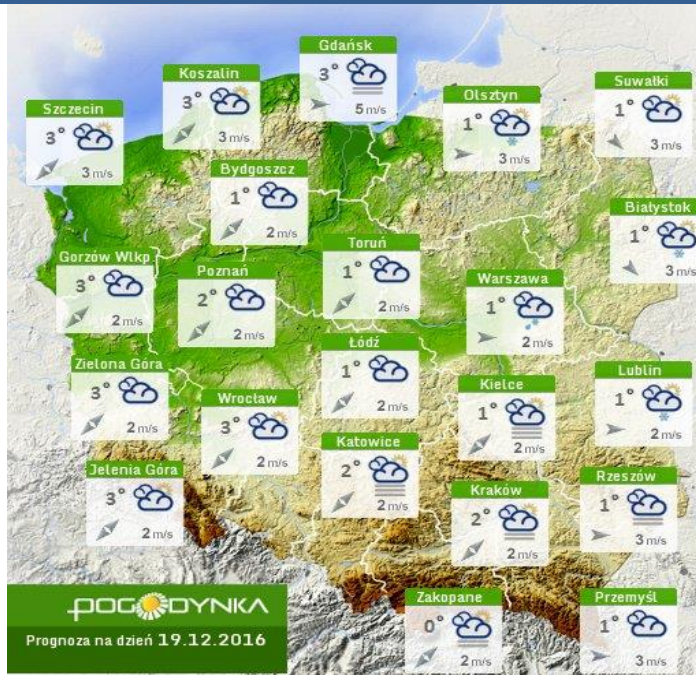 Gdańsk
3°
5 m/s
Koszalin
3°
3 m/s
Szczecin
3°
3 m/s
Olsztyn
1°
3 m/s
Suwałki
1°
3 m/s
Bydgoszcz
1°
2 m/s
Białystok
1°
3 m/s
Gorzów Wlkp
3°
2 m/s
Poznań
2°
2 m/s
Toruń
1°
2 m/s
Warszawa
1°
2 m/s
Zielona Góra
3°
2 m/s
Łódź
1°
2 m/s
Wrocław
3°
2 m/s
Kielce
1°
2 m/s
Lublin
1°
2 m/s
Jelenia Góra
3°
2 m/s
Katowice
2°
2 m/s
Kraków
2°
2 m/s
Rzeszów
1°
3 m/s
Zakopane
0°
2 m/s
Przemyśl
1°
3 m/s
POGODYNKA
Prognoza na dzień 19.12.2016